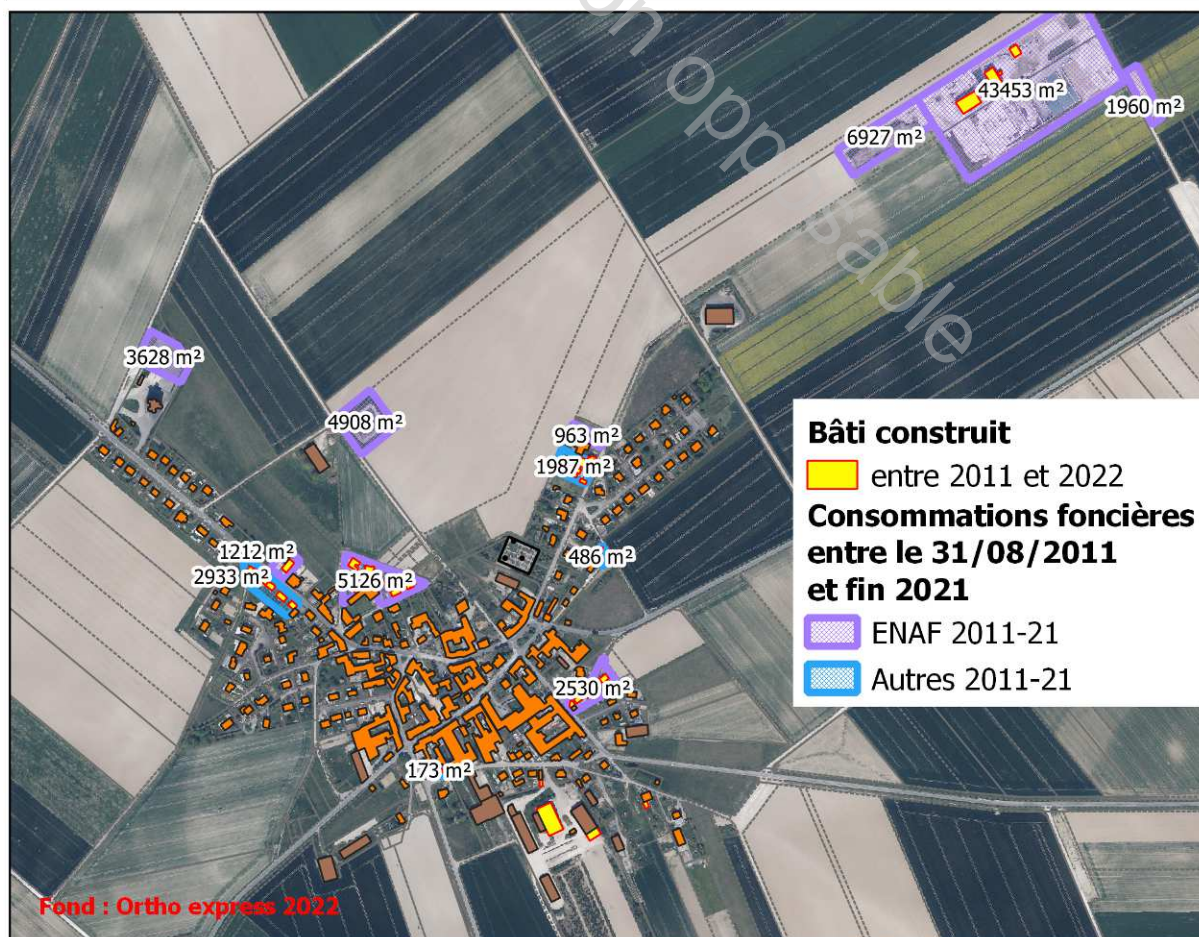 on opposable
43453 m²
1960 m²
6927 m²
3628 m²
4908 m²
963 m²
1987 m²
486 m²
1212 m²
2933 m²
5126 m²
2530 m²
173 m²
Bâti construit
entre 2011 et 2022
Consommations foncières
entre le 31/08/2011
et fin 2021
ENAF 2011-21
Autres 2011-21
Fond : Ortho express 2022